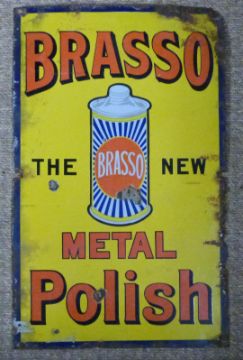 BRASSO
THE BRASSO NEW
METAL
Polish